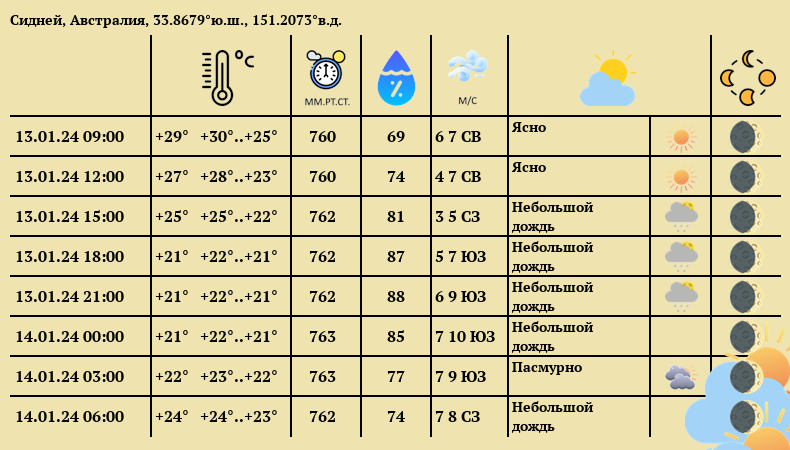 Сидней, Австралия, 33.8679°ю.ш., 151.2073°в.д.
°C ММ.РТ.СТ. % М/С
13.01.24 09:00 +29° +30°..+25° 760 69 6 7 СВ Ясно
13.01.24 12:00 +27° +28°..+23° 760 74 4 7 СВ Ясно
13.01.24 15:00 +25° +25°..+22° 762 81 3 5 СЗ Небольшой
дождь
13.01.24 18:00 +21° +22°..+21° 762 87 5 7 ЮЗ Небольшой
дождь
13.01.24 21:00 +21° +22°..+21° 762 88 6 9 ЮЗ Небольшой
дождь
14.01.24 00:00 +21° +22°..+21° 763 85 7 10 ЮЗ Небольшой
дождь
14.01.24 03:00 +22° +23°..+22° 763 77 7 9 ЮЗ Пасмурно
14.01.24 06:00 +24° +24°..+23° 762 74 7 8 СЗ Небольшой
дождь